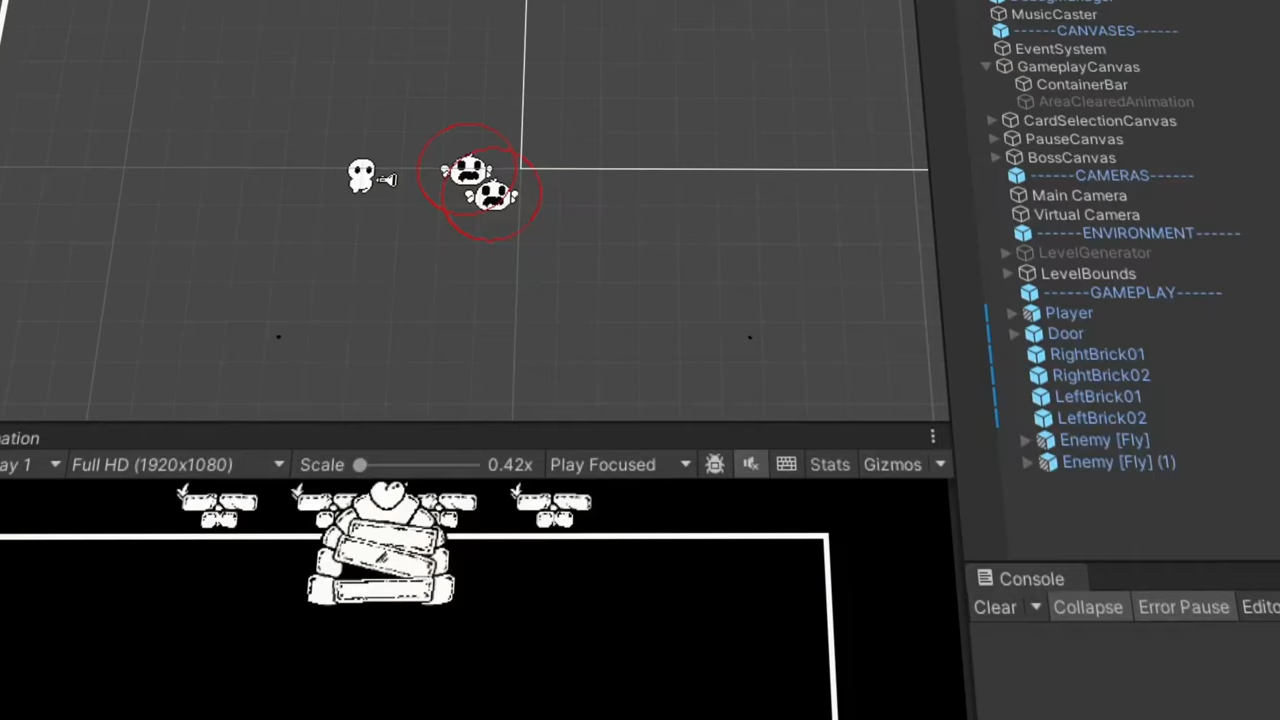 MusicCaster
------CANVASES------
EventSystem
GameplayCanvas
ContainerBar
AreaClearedAnimation
CardSelectionCanvas
PauseCanvas
BossCanvas
------CAMERAS------
Main Camera
Virtual Camera
------ENVIRONMENT------
LevelGenerator
LevelBounds
------GAMEPLAY------
Player
Door
RightBrick01
RightBrick02
LeftBrick01
LeftBrick02
Enemy [Fly]
Enemy [Fly] (1)
ation
ay 1 Full HD (1920x1080) Scale 0.42x Play Focused Stats Gizmos
Console
Clear Collapse Error Pause Edito